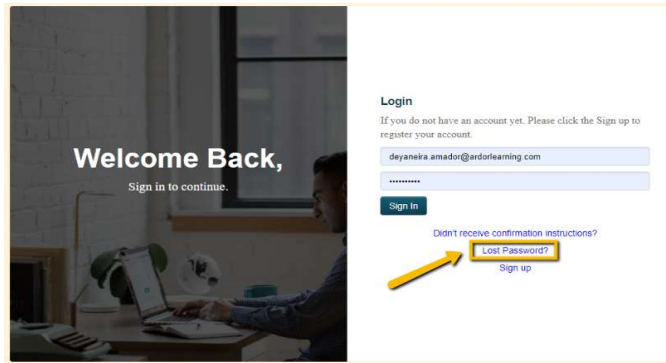 Welcome Back,
Sign in to continue.
Login
If you do not have an account yet. Please click the Sign up to
register your account.
deyaneira.amador@ardorlearning.com
••••••••••
Sign In
Didn't receive confirmation instructions?
Lost Password?
Sign up